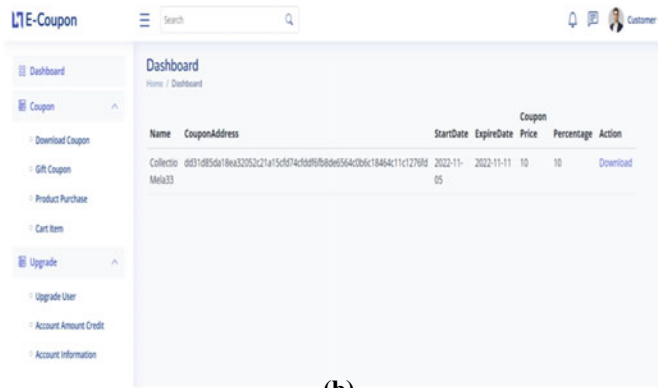 E-Coupon
Search
Customer
Dashboard
Home / Dashboard
Dashboard
Coupon
Download Coupon
Gift Coupon
Product Purchase
Cart Item
Upgrade
Upgrade User
Account Amount Credit
Account Information
Name CouponAddress StartDate ExpireDate Coupon Price Percentage Action
Collectio dd31d85da18ea32052c21a15cfd74cfddf6fb8de6564c0b6c18464c11c1276fd 2022-11- 2022-11-11 10 10 Download
Mela33 05
(b)